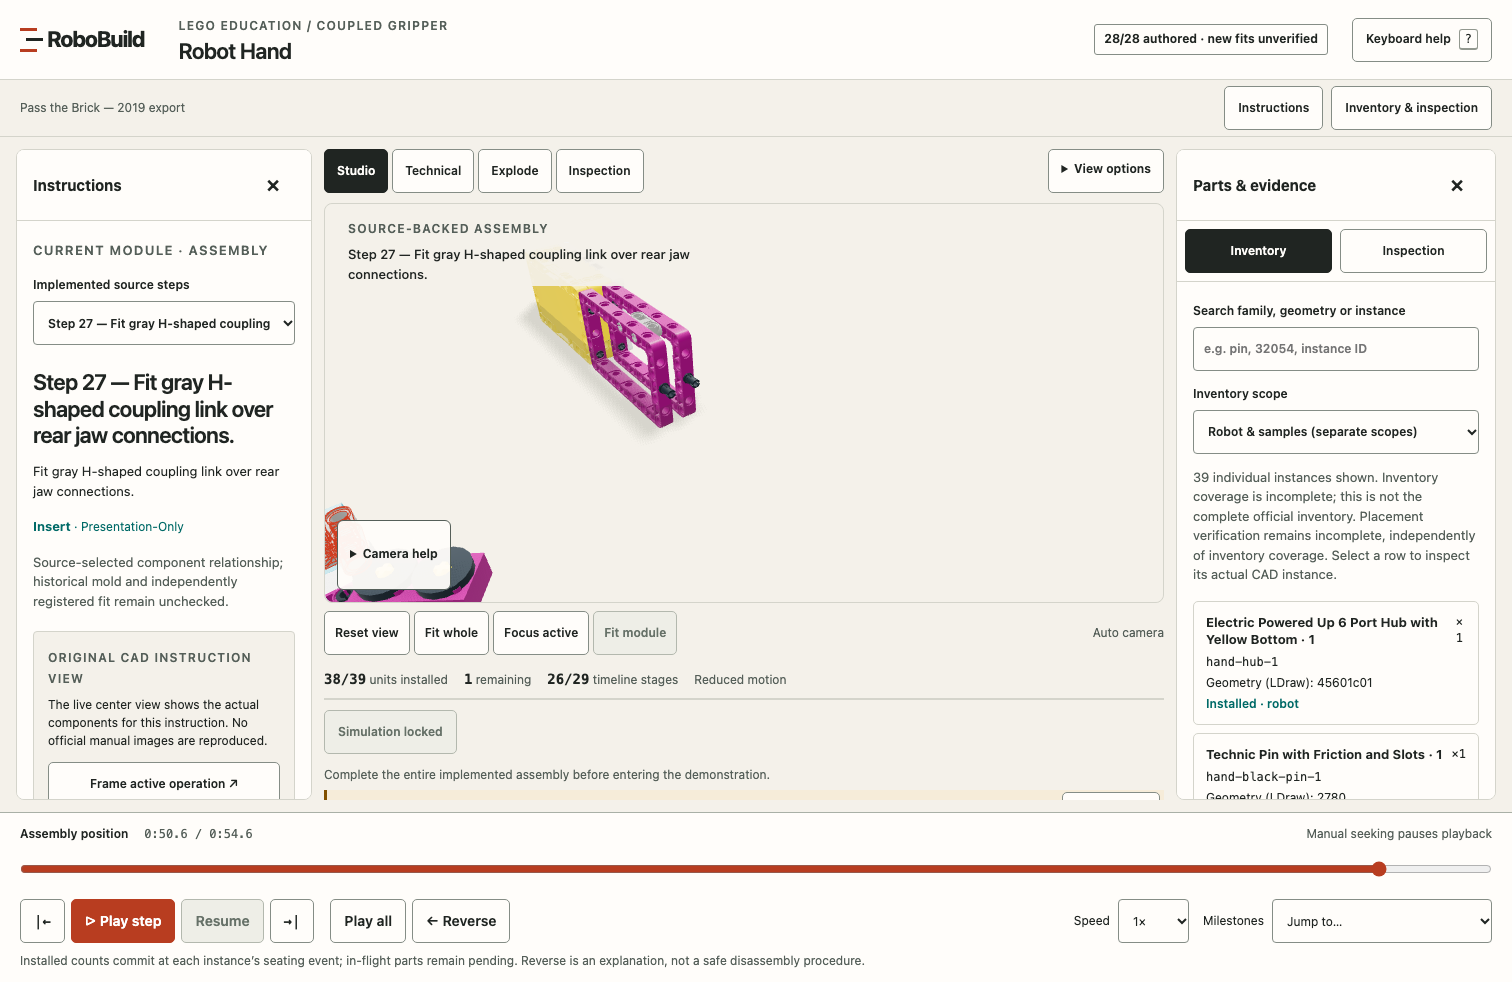 RoboBuild
LEGO EDUCATION / COUPLED GRIPPER
Robot Hand
28/28 authored · new fits unverified
Keyboard help ?
Pass the Brick — 2019 export
Instructions
Inventory & inspection
Instructions
×
CURRENT MODULE · ASSEMBLY
Implemented source steps
Step 27 — Fit gray H-shaped coupling
Step 27 — Fit gray H-
shaped coupling link over
rear jaw connections.
Fit gray H-shaped coupling link over rear
jaw connections.
Insert · Presentation-Only
Source-selected component relationship;
historical mold and independently
registered fit remain unchecked.
ORIGINAL CAD INSTRUCTION
VIEW
The live center view shows the actual
components for this instruction. No
official manual images are reproduced.
Frame active operation ↗
Studio
Technical
Explode
Inspection
▶ View options
SOURCE-BACKED ASSEMBLY
Step 27 — Fit gray H-shaped coupling link over rear jaw
connections.
▶ Camera help
Reset view
Fit whole
Focus active
Fit module
Auto camera
38/39 units installed
1 remaining
26/29 timeline stages
Reduced motion
Simulation locked
Complete the entire implemented assembly before entering the demonstration.
Parts & evidence
×
Inventory
Inspection
Search family, geometry or instance
e.g. pin, 32054, instance ID
Inventory scope
Robot & samples (separate scopes)
39 individual instances shown. Inventory
coverage is incomplete; this is not the
complete official inventory. Placement
verification remains incomplete, independently
of inventory coverage. Select a row to inspect
its actual CAD instance.
Electric Powered Up 6 Port Hub with
Yellow Bottom · 1
×
1
hand-hub-1
Geometry (LDraw): 45601c01
Installed · robot
Technic Pin with Friction and Slots · 1
×1
hand-black-pin-1
Geometry (LDraw): 2780
Assembly position
0:50.6 / 0:54.6
Manual seeking pauses playback
|←
▷ Play step
Resume
→|
Play all
← Reverse
Speed
1×
Milestones
Jump to...
Installed counts commit at each instance's seating event; in-flight parts remain pending. Reverse is an explanation, not a safe disassembly procedure.